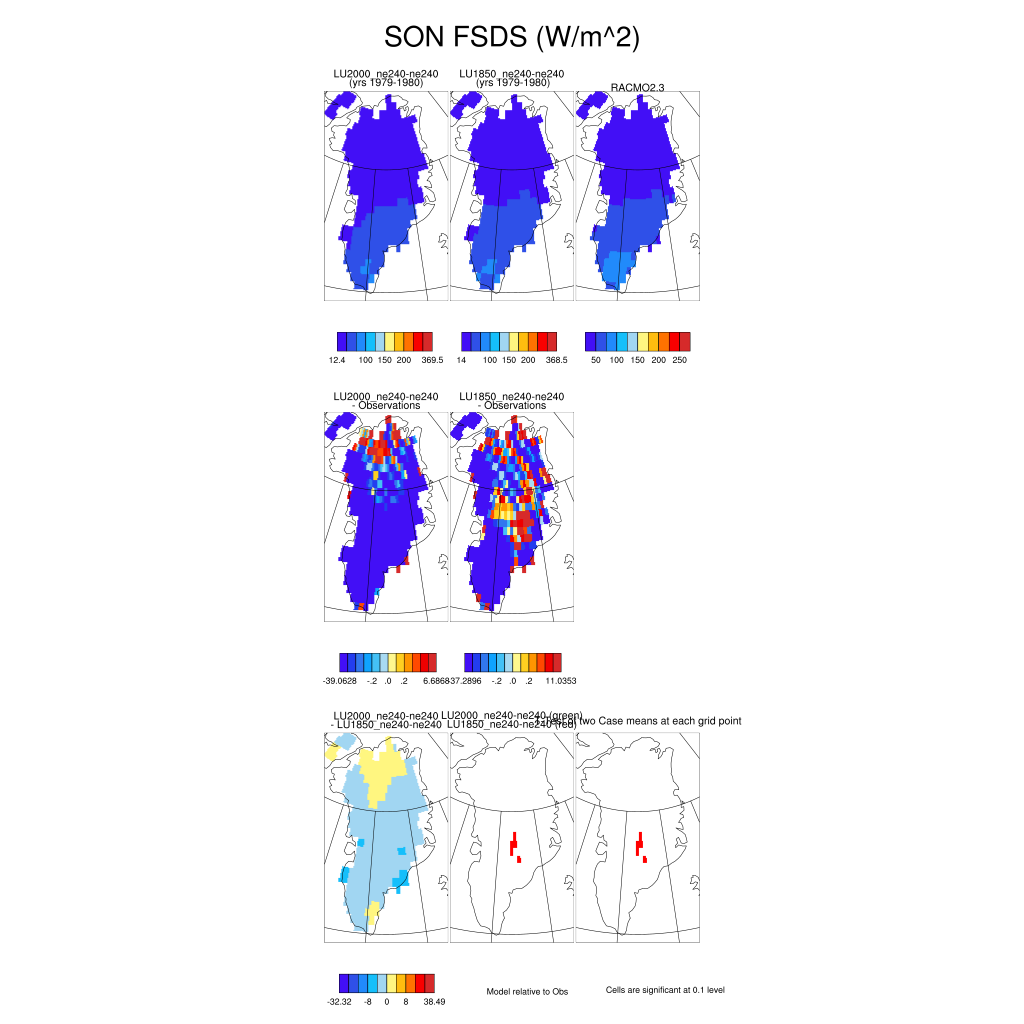 SON FSDS (W/m^2)
LU2000_ne240-ne240
(yrs 1979-1980)
LU1850_ne240-ne240
(yrs 1979-1980)
RACMO2.3
12.4 100 150 200 369.5
14 100 150 200 368.5
50 100 150 200 250
LU2000_ne240-ne240
- Observations
LU1850_ne240-ne240
- Observations
-39.0628 -.2 .0 .2 6.6868
-37.2896 -.2 .0 .2 11.0353
LU2000_ne240-ne240
- LU1850_ne240-ne240
LU2000_ne240-ne240 (green)
LU1850_ne240-ne240 (red)
of two Case means at each grid point
-32.32 -8 0 8 38.49
Model relative to Obs
Cells are significant at 0.1 level